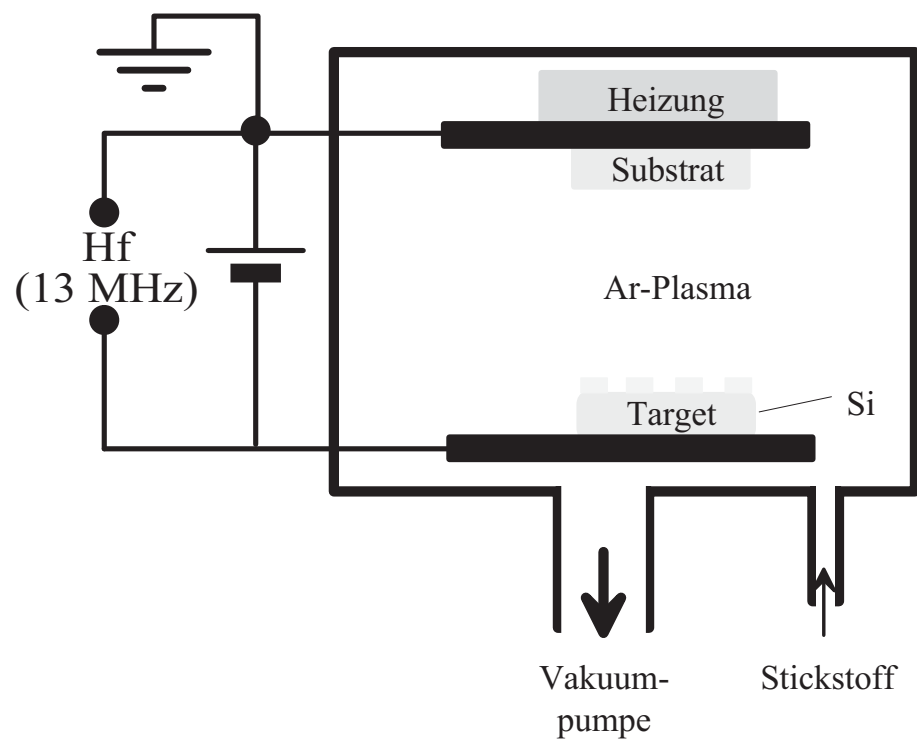 Heizung
Substrat
Hf
(13 MHz)
Ar-Plasma
Target
Si
Vakuum-
pumpe
Stickstoff